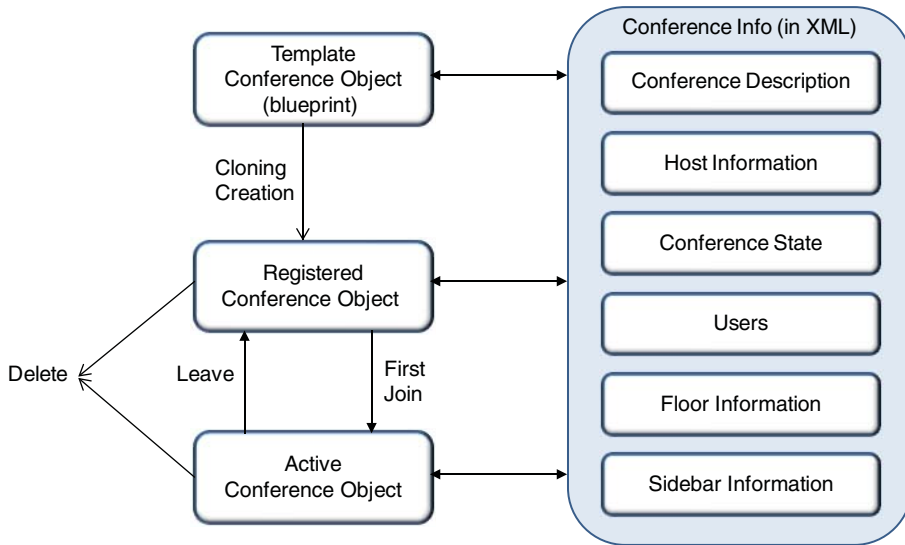 Conference Info (in XML)
Template
Conference Object
(blueprint)
Conference Description
Host Information
Cloning
Creation
Conference State
Registered
Conference Object
Users
Delete
Leave
First
Join
Floor Information
Active
Conference Object
Sidebar Information